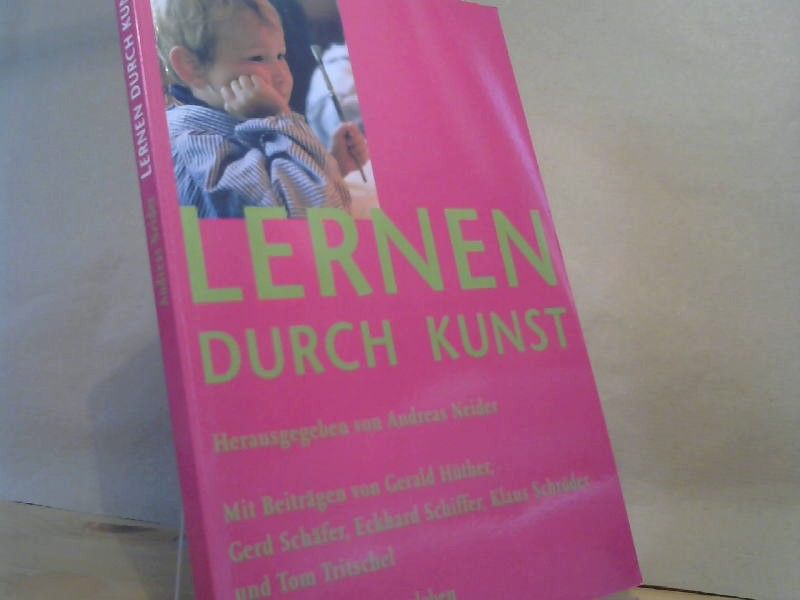 LERNEN DURCH KUN
Andreas Neider
LERNEN
DURCH KUNST
Herausgegeben von Andreas Neider
Mit Beiträgen von Gerald Hüther,
Gerd Schäfer, Eckhard Schiffer, Klaus Schröder
und Tom Tritschel